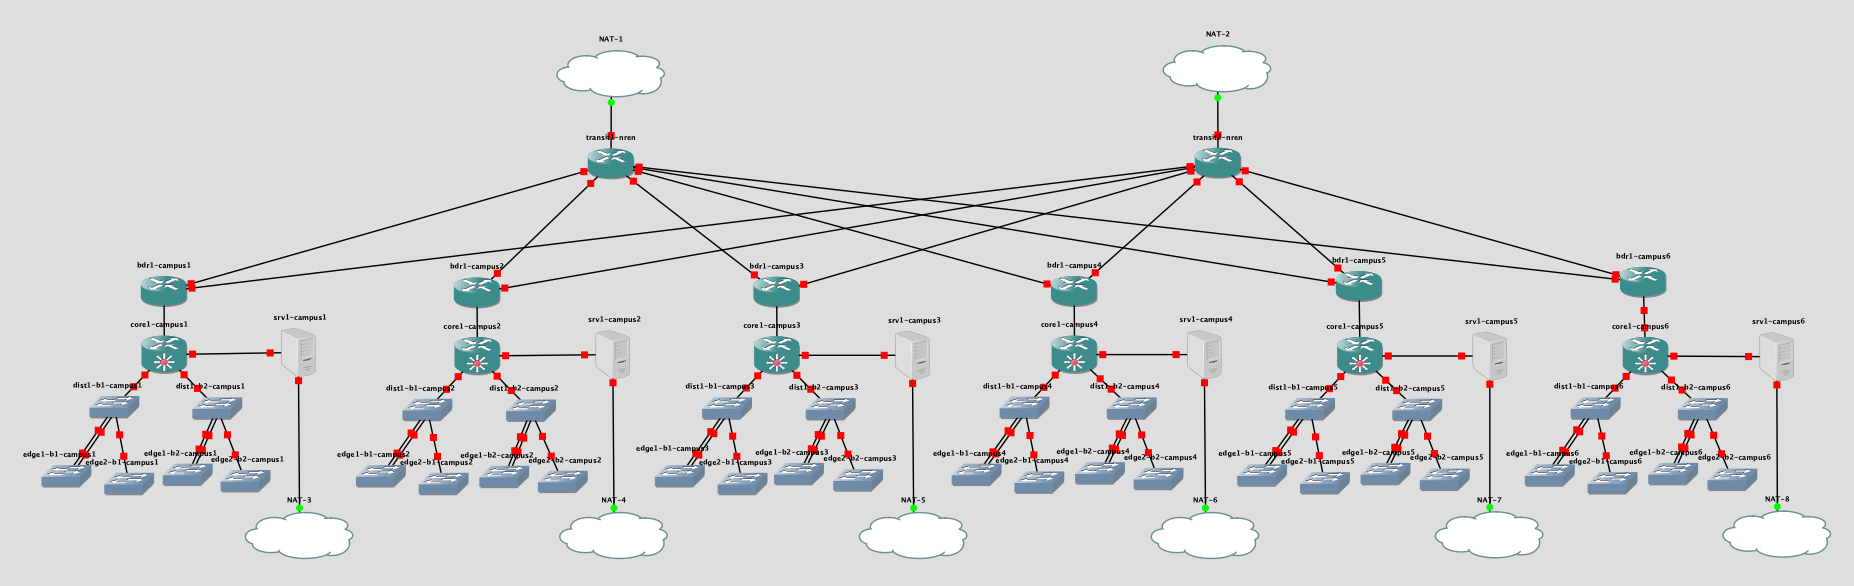 NAT-1
NAT-2
transit1-nren
transit2-nren
bdr1-campus1
bdr1-campus2
bdr1-campus3
bdr1-campus4
bdr1-campus5
bdr1-campus6
core1-campus1
srv1-campus1
core1-campus2
srv1-campus2
core1-campus3
srv1-campus3
core1-campus4
srv1-campus4
core1-campus5
srv1-campus5
core1-campus6
srv1-campus6
dist1-b1-campus1
dist1-b2-campus1
dist1-b1-campus2
dist1-b2-campus2
dist1-b1-campus3
dist1-b2-campus3
dist1-b1-campus4
dist1-b2-campus4
dist1-b1-campus5
dist1-b2-campus5
dist1-b1-campus6
dist1-b2-campus6
edge1-b1-campus1
edge2-b1-campus1
edge1-b2-campus1
edge2-b2-campus1
edge1-b1-campus2
edge2-b1-campus2
edge1-b2-campus2
edge2-b2-campus2
edge1-b1-campus3
edge2-b1-campus3
edge1-b2-campus3
edge2-b2-campus3
edge1-b1-campus4
edge2-b1-campus4
edge1-b2-campus4
edge2-b2-campus4
edge1-b1-campus5
edge2-b1-campus5
edge1-b2-campus5
edge2-b2-campus5
edge1-b1-campus6
edge2-b1-campus6
edge1-b2-campus6
edge2-b2-campus6
NAT-3
NAT-4
NAT-5
NAT-6
NAT-7
NAT-8